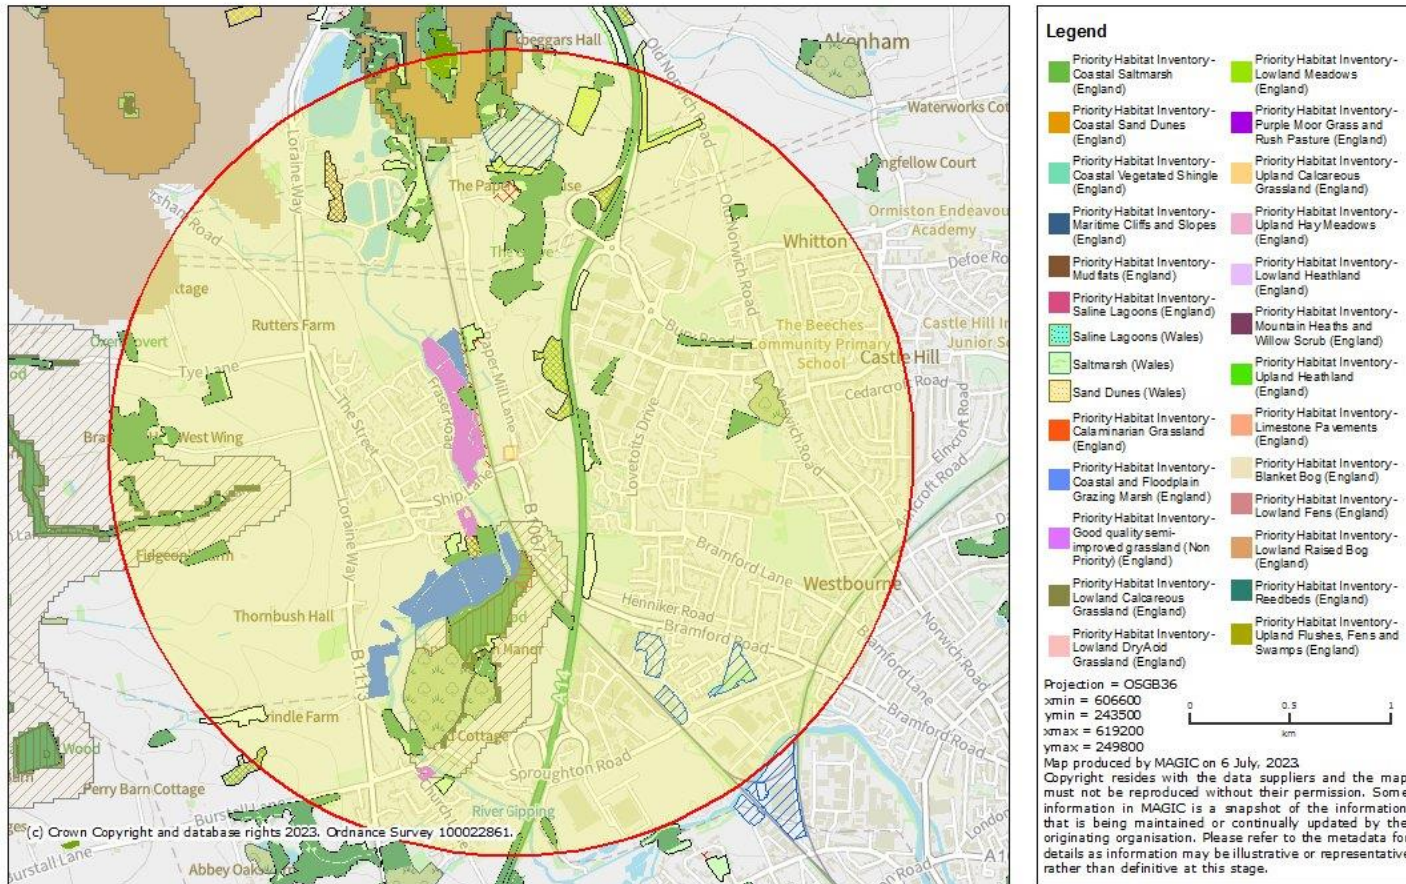 kbeggars Hall
Akenham
Old Norwich Road
Waterworks Cot
Loraine Way
The Pape
se
ngfellow Court
Ormiston Endeavou
Academy
Old Norwich Road
Whitton
Defoe Ro
rsham Road
ttage
Rutters Farm
Tye Lane
Paper Mill Lane
The Street
Fraser Road
The Beeches
Community Primary
School
Castle Hill In
Junior Sc
Castle Hill
Cedarcroft Road
Norwich Road
Elmcroft Road
Lovetofts Drive
West Wing
Ship Lane
B1067
Loraine Way
Bramford Lane
Westbourne
Thornbush Hall
Henniker Road
Bramford Road
Manor
B1113
A14
Norwich Road
Bramford Lane
Bramford Road
rindle Farm
d Cottage
Wood
Sproughton Road
Perry Barn Cottage
River Gipping
Church Lane
Burstall Lane
(c) Crown Copyright and database rights 2023. Ordnance Survey 100022861.
Burstall Lane
Abbey Oaks
London
A1
Legend
Priority Habitat Inventory -
Coastal Saltmarsh
(England)
Priority Habitat Inventory -
Coastal Sand Dunes
(England)
Priority Habitat Inventory -
Coastal Vegetated Shingle
(England)
Priority Habitat Inventory -
Maritime Cliffs and Slopes
(England)
Priority Habitat Inventory -
Mudflats (England)
Priority Habitat Inventory -
Saline Lagoons (England)
Saline Lagoons (Wales)
Saltmarsh (Wales)
Sand Dunes (Wales)
Priority Habitat Inventory -
Calaminarian Grassland
(England)
Priority Habitat Inventory -
Coastal and Floodplain
Grazing Marsh (England)
Priority Habitat Inventory -
Good quality semi-
improved grassland (Non
Priority) (England)
Priority Habitat Inventory -
Lowland Calcareous
Grassland (England)
Priority Habitat Inventory -
Lowland Dry Acid
Grassland (England)
Priority Habitat Inventory -
Lowland Meadows
(England)
Priority Habitat Inventory -
Purple Moor Grass and
Rush Pasture (England)
Priority Habitat Inventory -
Upland Calcareous
Grassland (England)
Priority Habitat Inventory -
Upland Hay Meadows
(England)
Priority Habitat Inventory -
Lowland Heathland
(England)
Priority Habitat Inventory -
Mountain Heaths and
Willow Scrub (England)
Priority Habitat Inventory -
Upland Heathland
(England)
Priority Habitat Inventory -
Limestone Pavements
(England)
Priority Habitat Inventory -
Blanket Bog (England)
Priority Habitat Inventory -
Lowland Fens (England)
Priority Habitat Inventory -
Lowland Raised Bog
(England)
Priority Habitat Inventory -
Reedbeds (England)
Priority Habitat Inventory -
Upland Flushes, Fens and
Swamps (England)
Projection = OSGB36
xmin = 606600
ymin = 243500
xmax = 619200
ymax = 249800
0 0.5 1
km
Map produced by MAGIC on 6 July, 2023.
Copyright resides with the data suppliers and the map
must not be reproduced without their permission. Some
information in MAGIC is a snapshot of the information
that is being maintained or continually updated by the
originating organisation. Please refer to the metadata for
details as information may be illustrative or representative
rather than definitive at this stage.